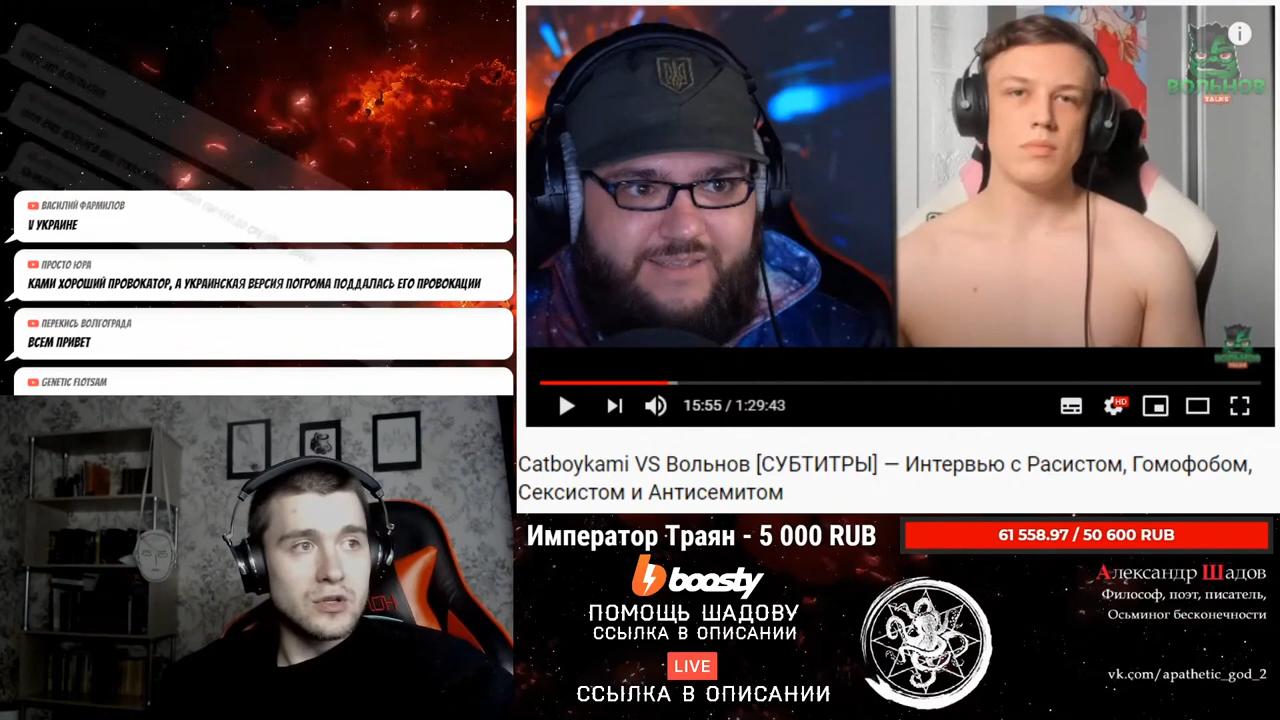 ВАСИЛИЙ ФАРМИЛОВ
V УКРАИНЕ
ПРОСТО ЮРА
КАМИ ХОРОШИЙ ПРОВОКАТОР, А УКРАИНСКАЯ ВЕРСИЯ ПОГРОМА ПОДДАЛАСЬ ЕГО ПРОВОКАЦИИ
ПЕРЕКИСЬ ВОЛГОГРАДА
ВСЕМ ПРИВЕТ
GENETIC FLOTSAM
i
ВОЛЬНОВ
TALKS
ВОЛЬНОВ
TALKS
15:55 / 1:29:43
HD
Catboykami VS Вольнов [СУБТИТРЫ] — Интервью с Расистом, Гомофобом,
Сексистом и Антисемитом
Император Траян - 5 000 RUB
61 558.97 / 50 600 RUB
boosty
ПОМОЩЬ ШАДОВУ
ССЫЛКА В ОПИСАНИИ
LIVE
ССЫЛКА В ОПИСАНИИ
Александр Шадов
Философ, поэт, писатель,
Осьминог бесконечности
vk.com/apathetic_god_2